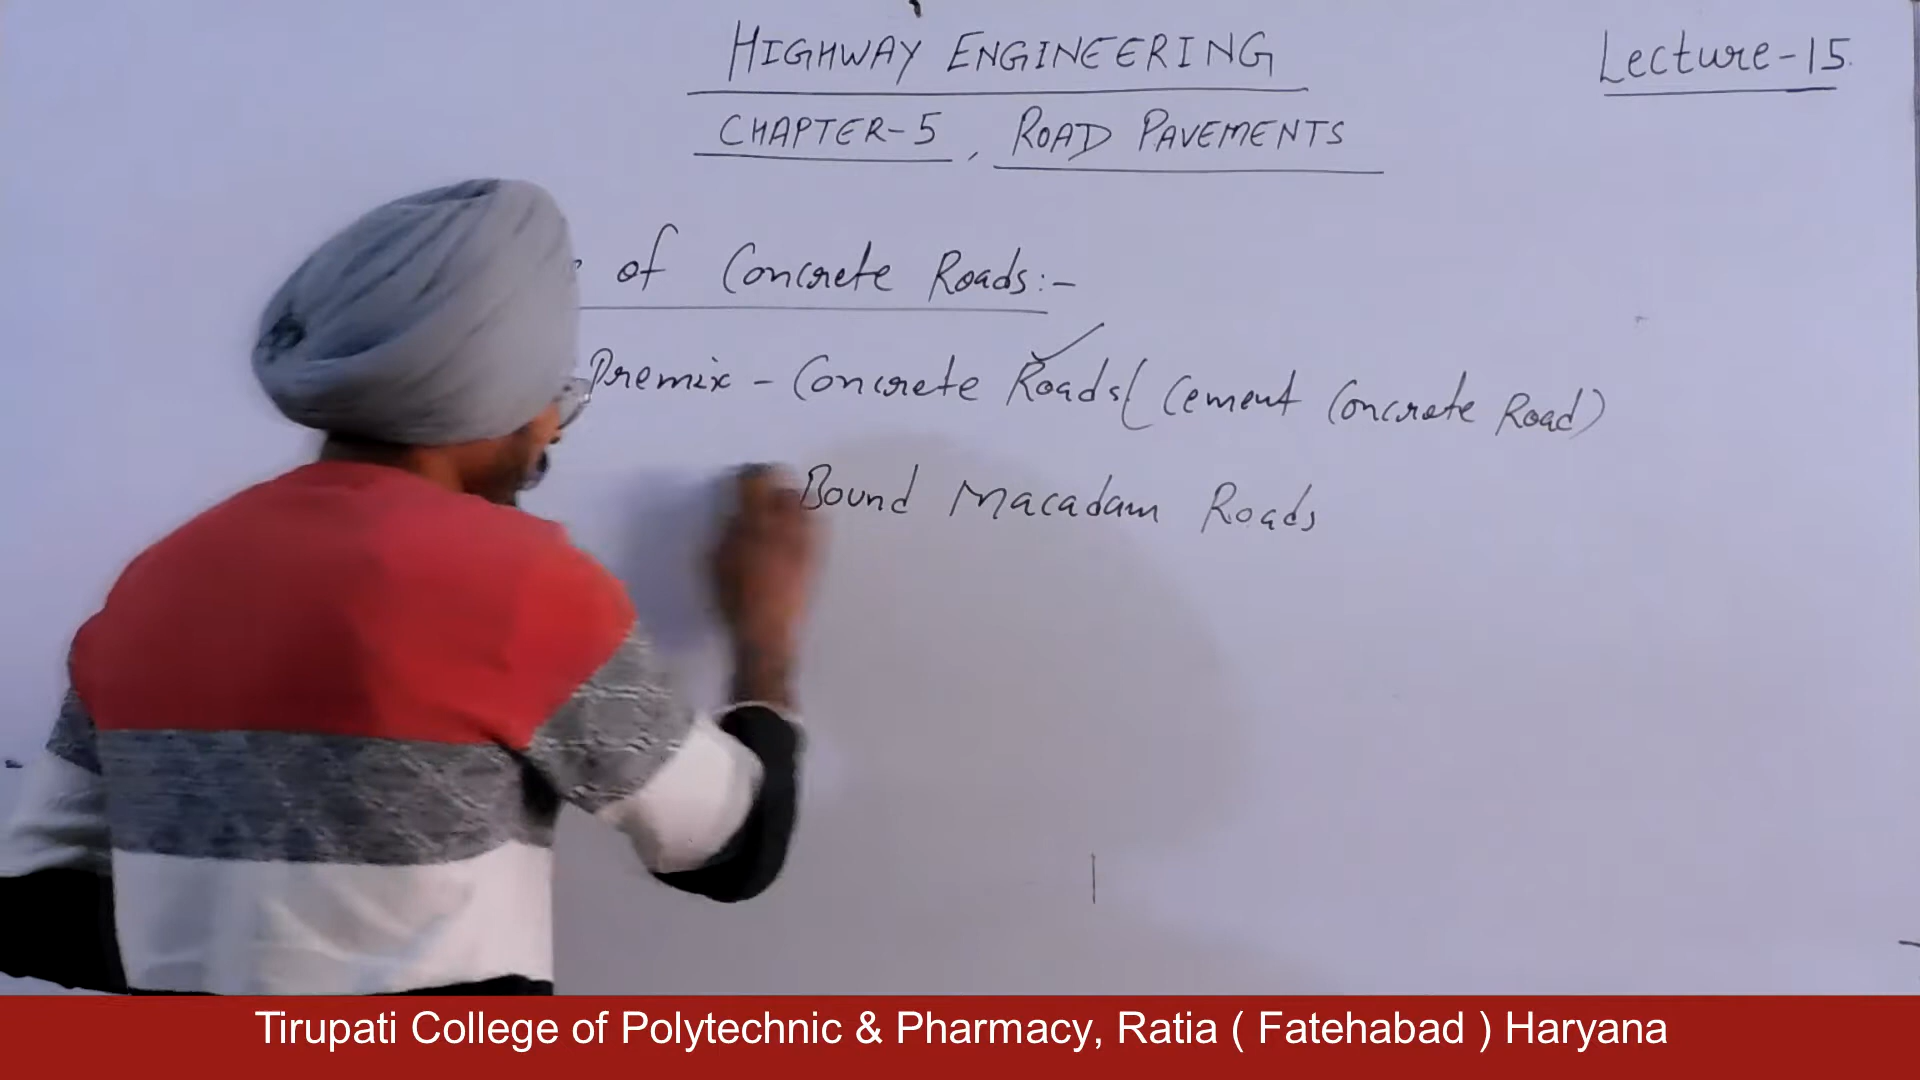 HIGHWAY ENGINEERING
Lecture-15.
CHAPTER-5, ROAD PAVEMENTS
of Concrete Roads:-
Premix - Concrete Roads (Cement Concrete Road)
Bound Macadam Roads
Tirupati College of Polytechnic & Pharmacy, Ratia ( Fatehabad ) Haryana